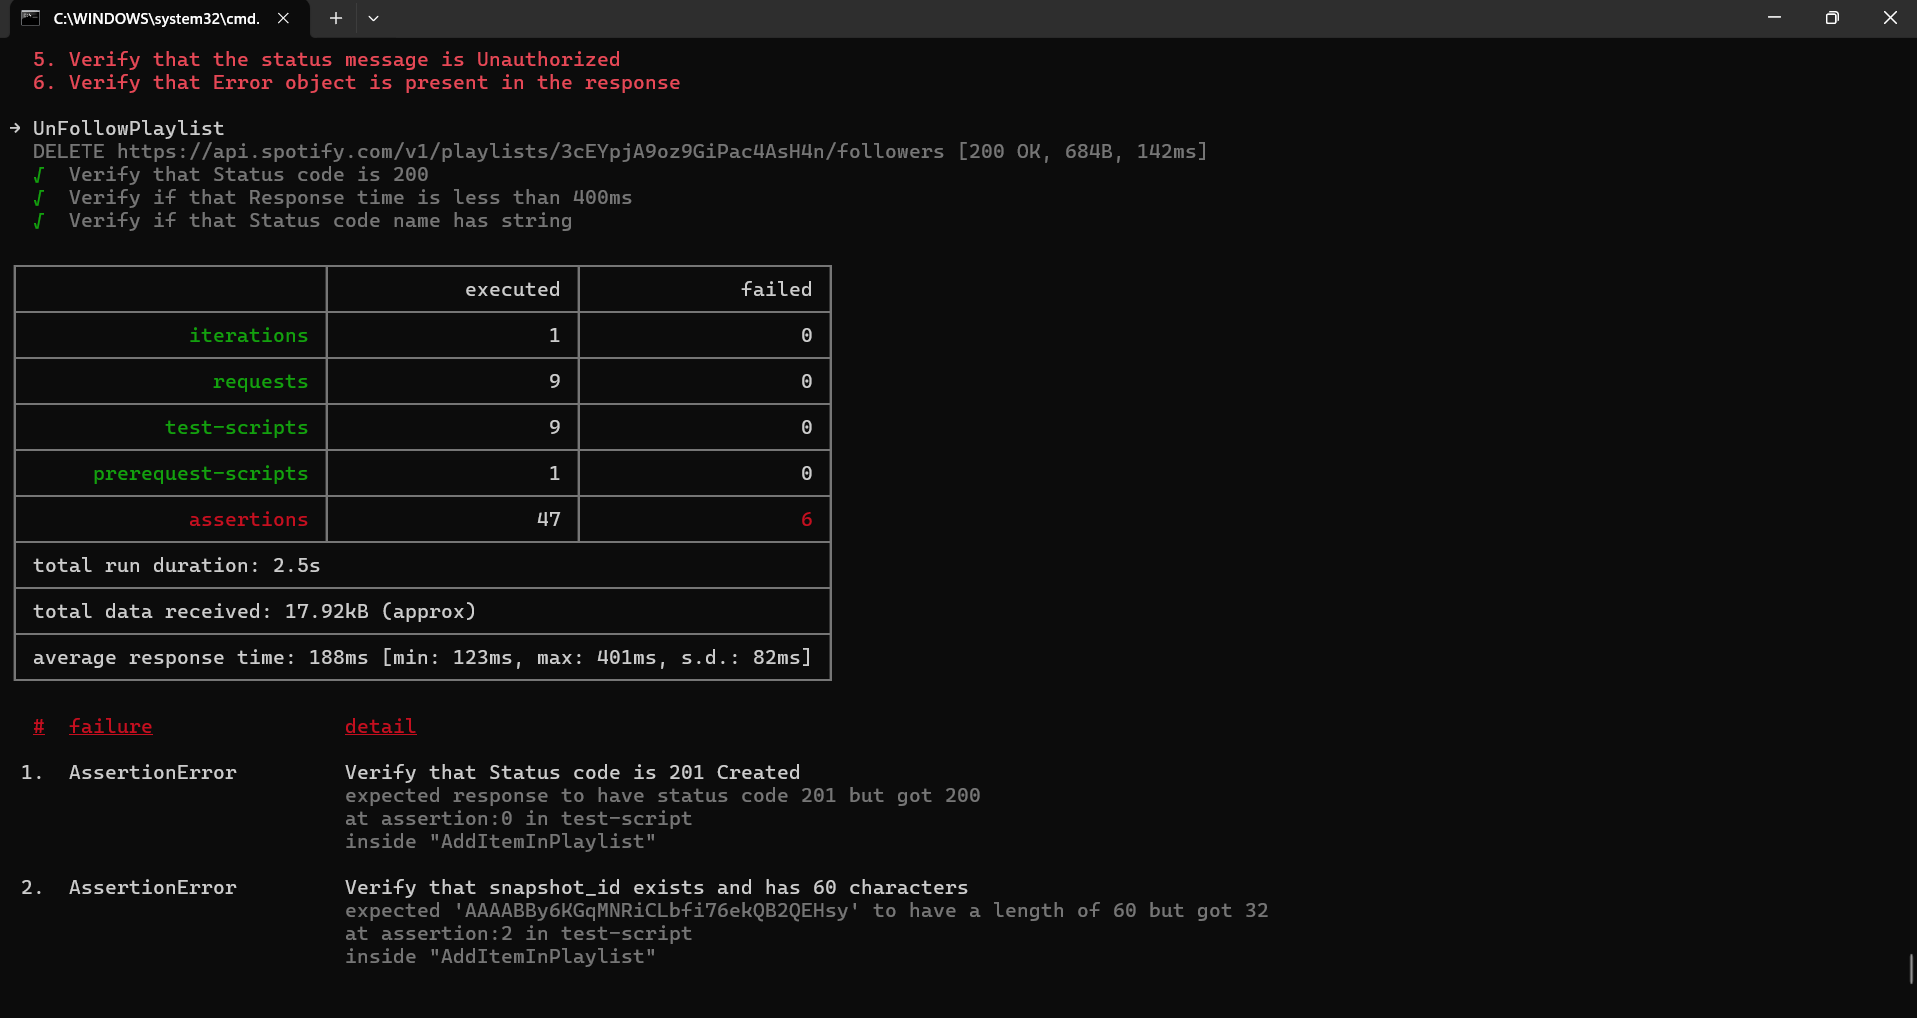 C:\WINDOWS\system32\cmd.
5. Verify that the status message is Unauthorized
6. Verify that Error object is present in the response
→ UnFollowPlaylist
DELETE https://api.spotify.com/v1/playlists/3cEYpjA9oz9GiPac4AsH4n/followers [200 OK, 684B, 142ms]
√ Verify that Status code is 200
√ Verify if that Response time is less than 400ms
√ Verify if that Status code name has string
executed failed
iterations 1 0
requests 9 0
test-scripts 9 0
prerequest-scripts 1 0
assertions 47 6
total run duration: 2.5s
total data received: 17.92kB (approx)
average response time: 188ms [min: 123ms, max: 401ms, s.d.: 82ms]
# failure detail
1. AssertionError Verify that Status code is 201 Created
expected response to have status code 201 but got 200
at assertion:0 in test-script
inside "AddItemInPlaylist"
2. AssertionError Verify that snapshot_id exists and has 60 characters
expected 'AAAABBy6KGqMNRiCLbfi76ekQB2QEHsy' to have a length of 60 but got 32
at assertion:2 in test-script
inside "AddItemInPlaylist"